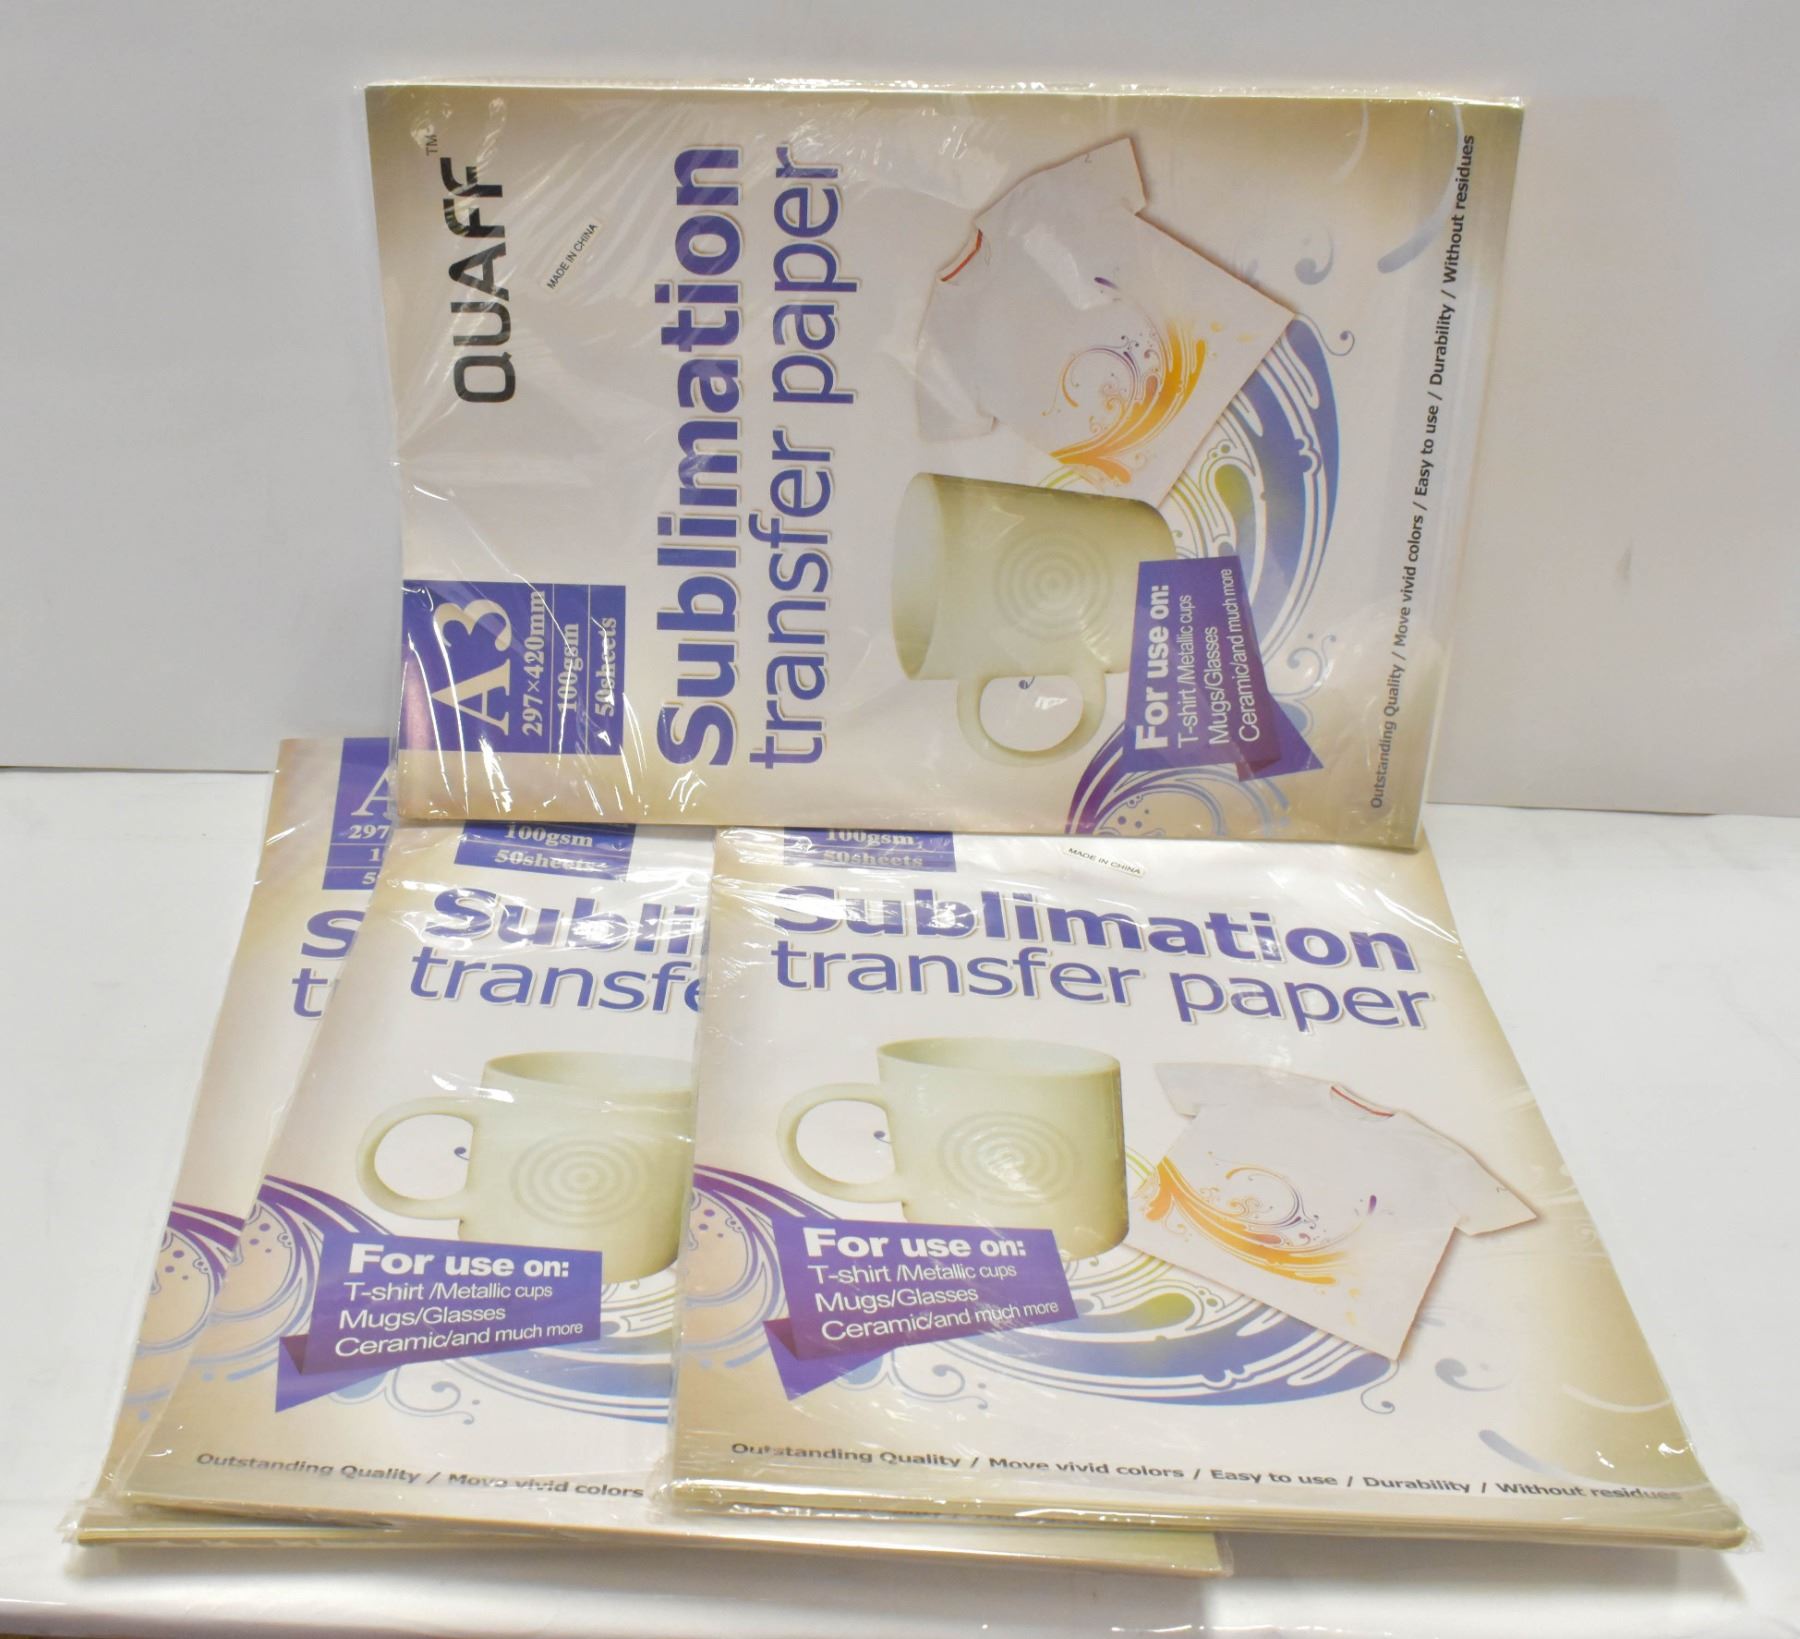 QUAFF™
MADE IN CHINA
A3
297×420mm
100gsm
50sheets
Sublimation
transfer paper
For use on:
T-shirt /Metallic cups
Mugs/Glasses
Ceramic/and much more
Outstanding Quality / Move vivid colors / Easy to use / Durability / Without residues
A
297
1
5
S
t
100gsm
50sheets
Subli
transfe
For use on:
T-shirt /Metallic cups
Mugs/Glasses
Ceramic/and much more
Outstanding Quality / Move vivid colors
100gsm
50sheets
MADE IN CHINA
Sublimation
transfer paper
For use on:
T-shirt /Metallic cups
Mugs/Glasses
Ceramic/and much more
Outstanding Quality / Move vivid colors / Easy to use / Durability / Without residues